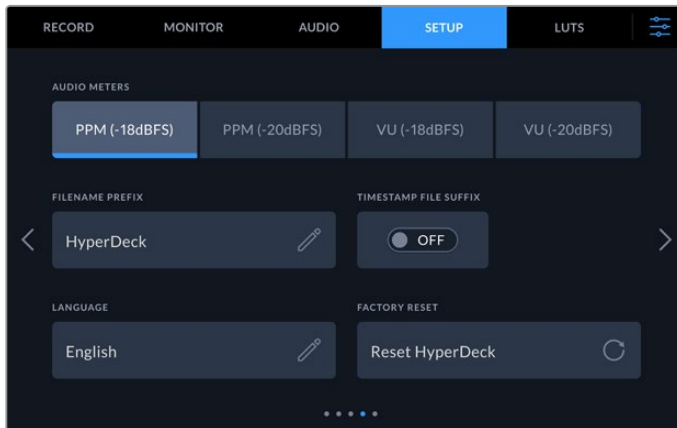 RECORD MONITOR AUDIO SETUP LUTS
AUDIO METERS
PPM (-18dBFS) PPM (-20dBFS) VU (-18dBFS) VU (-20dBFS)
FILENAME PREFIX TIMESTAMP FILE SUFFIX
HyperDeck OFF
LANGUAGE FACTORY RESET
English Reset HyperDeck